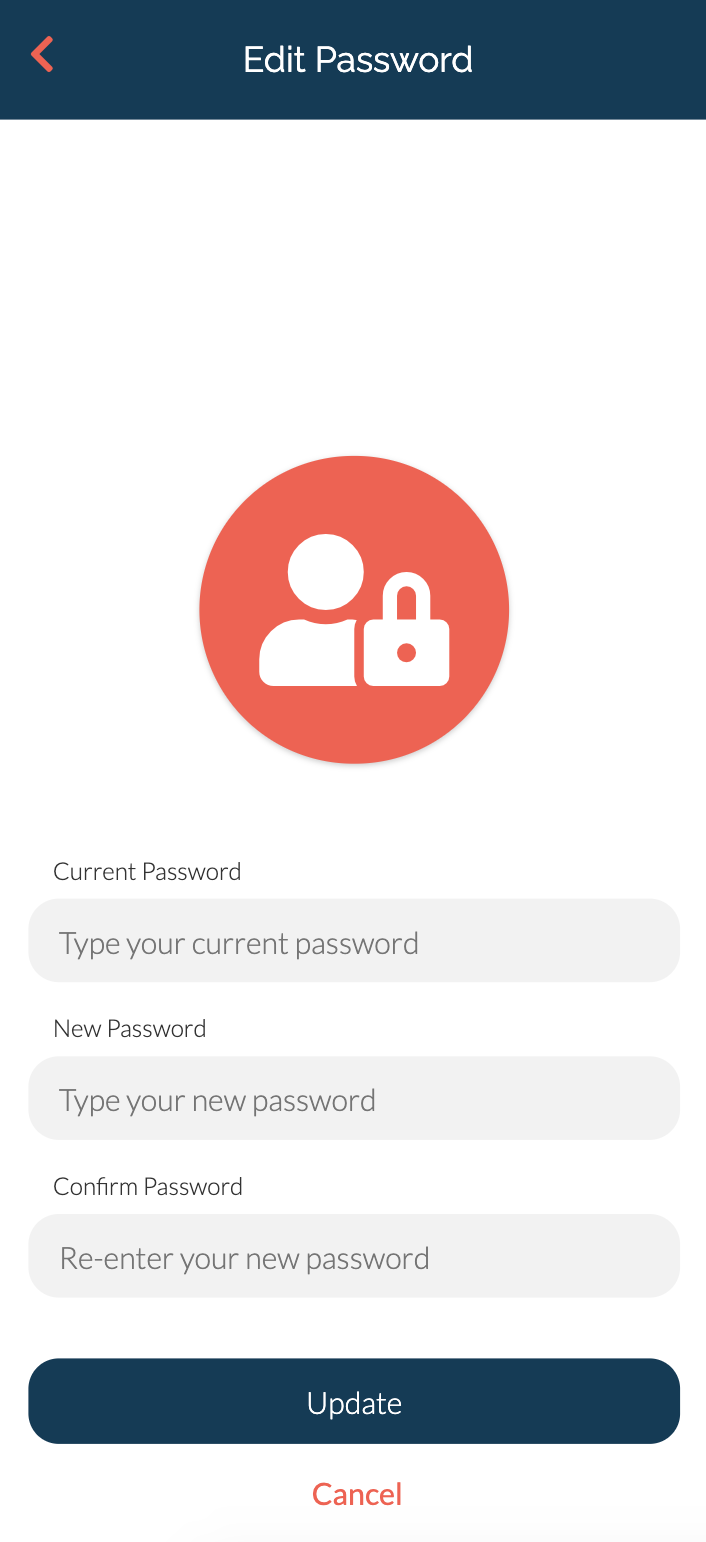 Edit Password
Current Password
Type your current password
New Password
Type your new password
Confirm Password
Re-enter your new password
Update
Cancel